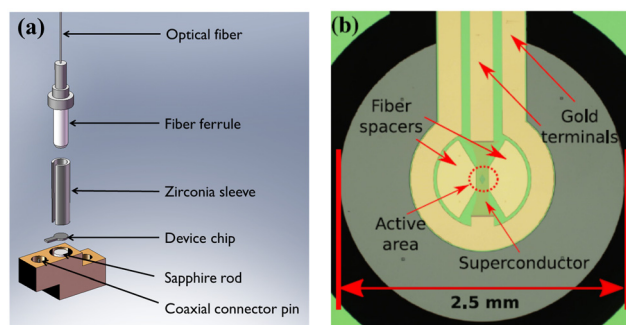 (a)
Optical fiber
Fiber ferrule
Zirconia sleeve
Device chip
Sapphire rod
Coaxial connector pin
(b)
Fiber
spacers
Gold
terminals
Active
area
Superconductor
2.5 mm